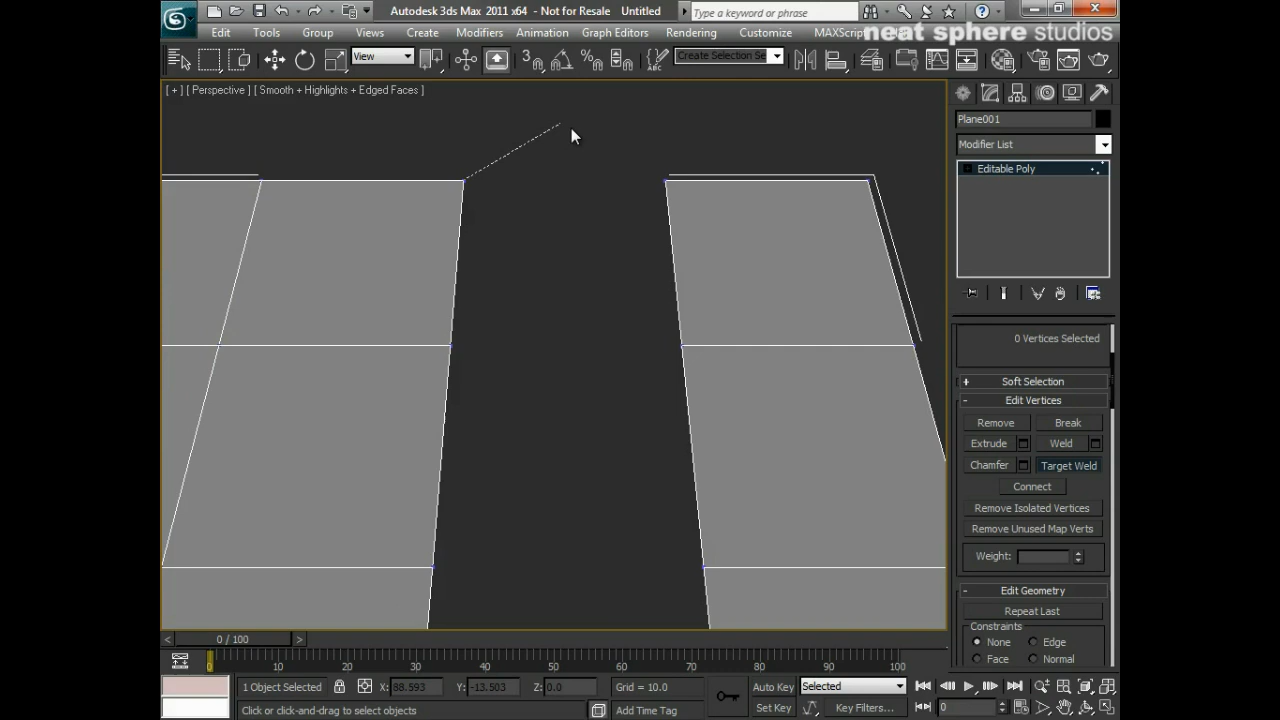 Autodesk 3ds Max 2011 x64 - Not for Resale Untitled
Type a keyword or phrase
Edit Tools Group Views Create Modifiers Animation Graph Editors Rendering Customize MAXScri
neat sphere studios
View
Create Selection Se
[ + ] [ Perspective ] [ Smooth + Highlights + Edged Faces ]
Plane001
Modifier List
Editable Poly
0 Vertices Selected
+ Soft Selection
- Edit Vertices
Remove Break
Extrude Weld
Chamfer Target Weld
Connect
Remove Isolated Vertices
Remove Unused Map Verts
Weight:
- Edit Geometry
Repeat Last
Constraints
None Edge
Face Normal
< 0 / 100 >
0 10 20 30 40 50 60 70 80 90 100
1 Object Selected X: 88.593 Y: -13.503 Z: 0.0 Grid = 10.0 Auto Key Selected
Click or click-and-drag to select objects Add Time Tag Set Key Key Filters... 0